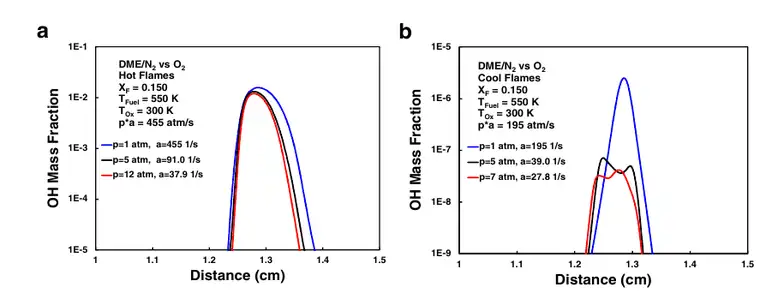 a
DME/N2 vs O2
Hot Flames
XF = 0.150
TFuel = 550 K
TOx = 300 K
p*a = 455 atm/s
p=1 atm, a=455 1/s
p=5 atm, a=91.0 1/s
p=12 atm, a=37.9 1/s
OH Mass Fraction
1E-1
1E-2
1E-3
1E-4
1E-5
1
1.1
1.2
1.3
1.4
1.5
Distance (cm)
b
DME/N2 vs O2
Cool Flames
XF = 0.150
TFuel = 550 K
TOx = 300 K
p*a = 195 atm/s
p=1 atm, a=195 1/s
p=5 atm, a=39.0 1/s
p=7 atm, a=27.8 1/s
OH Mass Fraction
1E-5
1E-6
1E-7
1E-8
1E-9
1
1.1
1.2
1.3
1.4
1.5
Distance (cm)